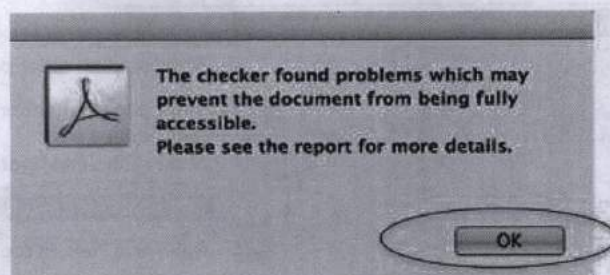 The checker found problems which may
prevent the document from being fully
accessible.
Please see the report for more details.
OK